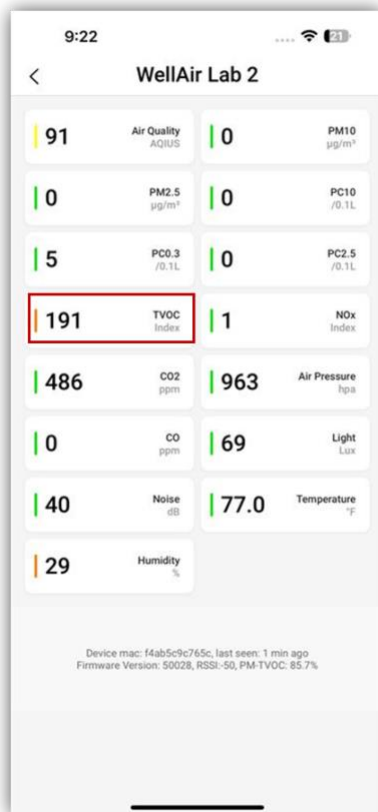 9:22
21
WellAir Lab 2
91 Air Quality AQIUS
0 PM10 µg/m³
0 PM2.5 µg/m³
0 PC10 /0.1L
5 PC0.3 /0.1L
0 PC2.5 /0.1L
191 TVOC Index
1 NOx Index
486 CO2 ppm
963 Air Pressure hpa
0 CO ppm
69 Light Lux
40 Noise dB
77.0 Temperature °F
29 Humidity %
Device mac: f4ab5c9c765c, last seen: 1 min ago
Firmware Version: 50028, RSSI:-50, PM-TVOC: 85.7%